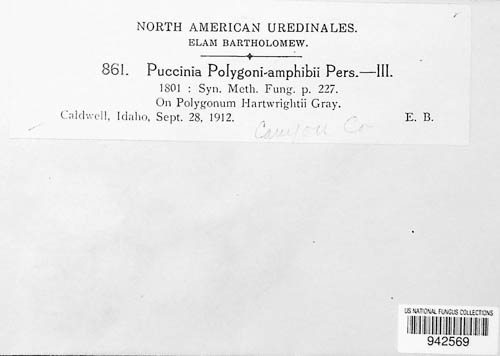 NORTH AMERICAN UREDINALES.
ELAM BARTHOLOMEW.
861. Puccinia Polygoni-amphibii Pers.—III.
1801 : Syn. Meth. Fung. p. 227.
On Polygonum Hartwrightii Gray.
Caldwell, Idaho, Sept. 28, 1912. E. B.
Canyon Co
US NATIONAL FUNGUS COLLECTIONS
942569